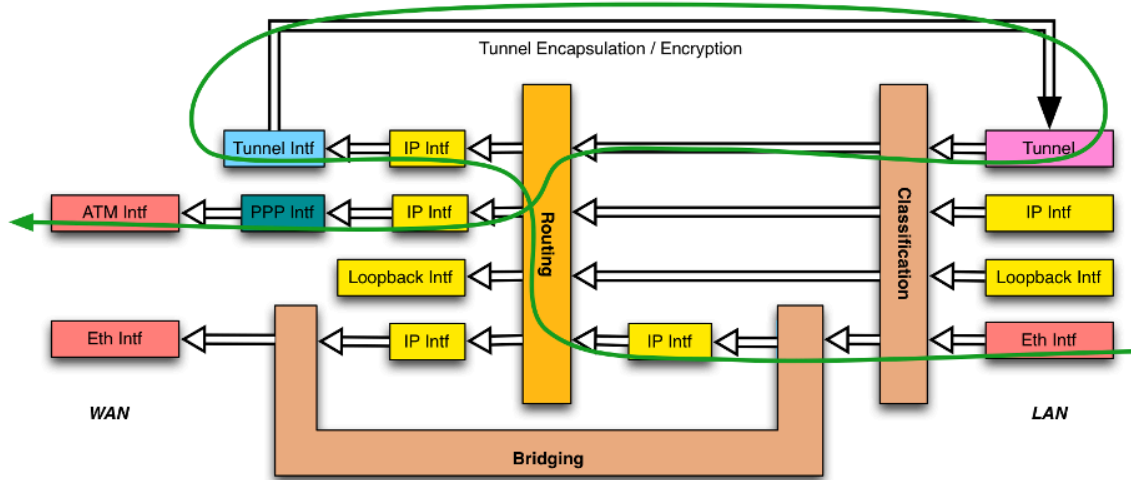 Tunnel Encapsulation / Encryption
Tunnel Intf
IP Intf
Tunnel
ATM Intf
PPP Intf
IP Intf
IP Intf
Routing
Classification
Loopback Intf
Loopback Intf
Eth Intf
IP Intf
IP Intf
Eth Intf
WAN
LAN
Bridging